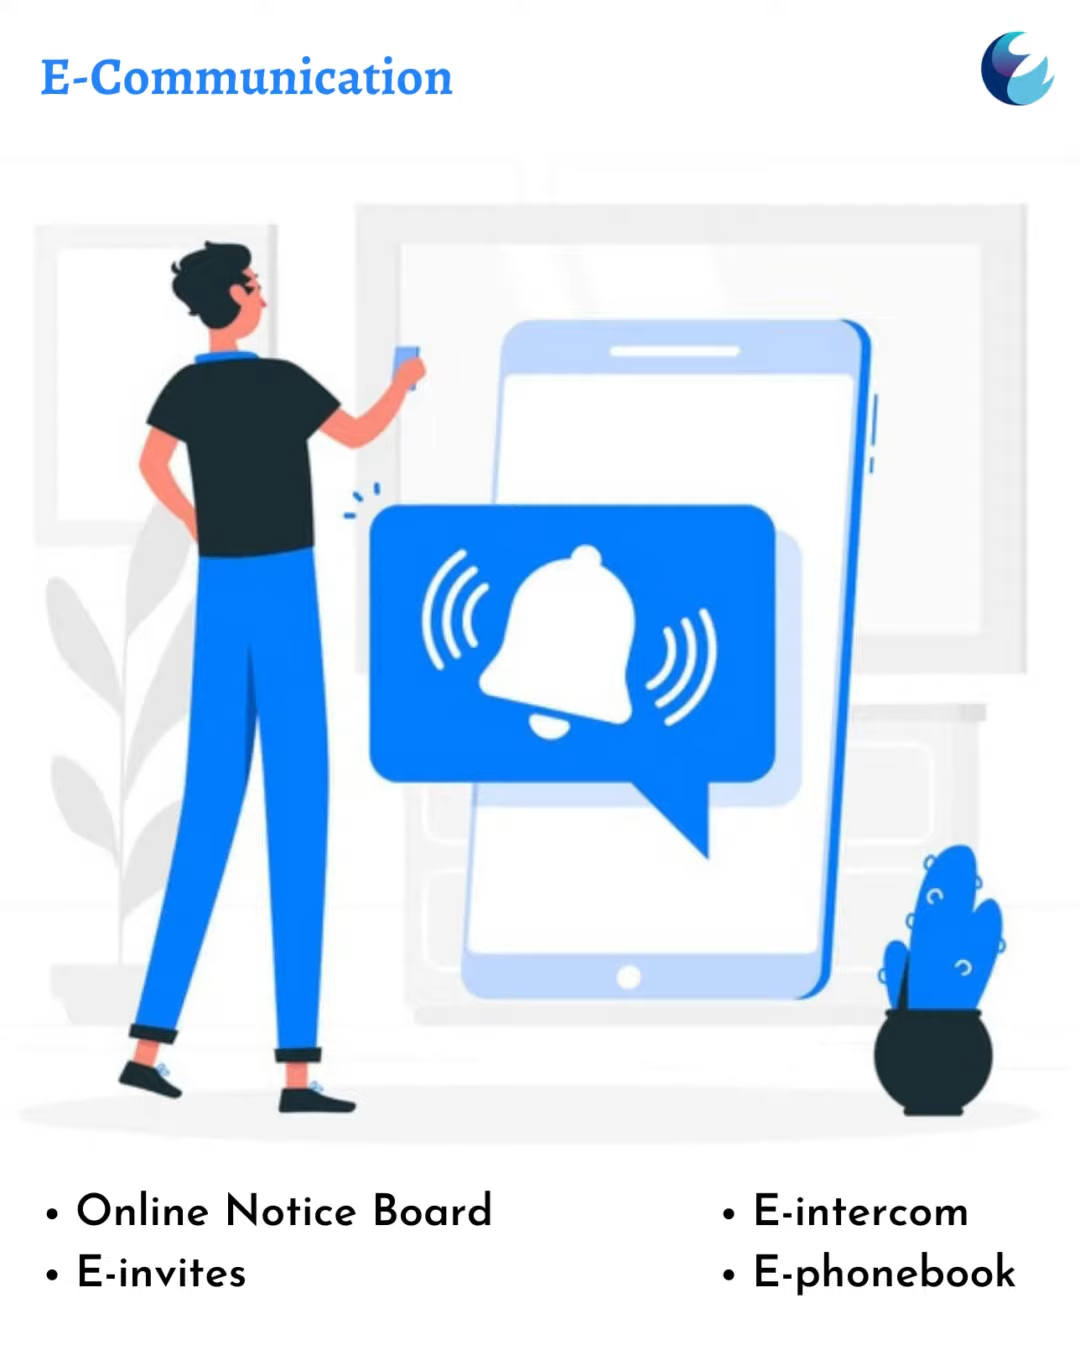 E-Communication
• Online Notice Board
• E-invites
• E-intercom
• E-phonebook